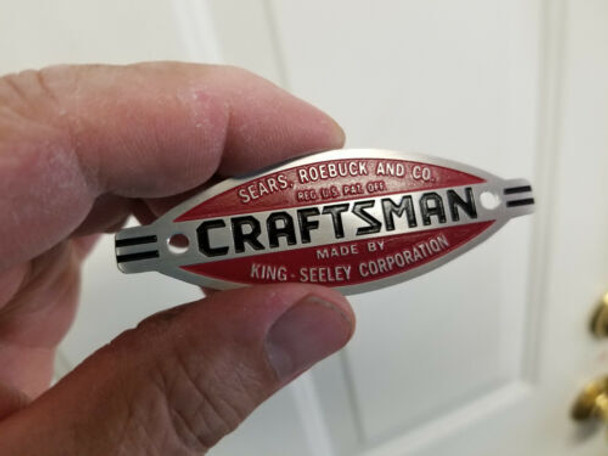 SEARS, ROEBUCK AND CO.
REG. U.S. PAT. OFF.
CRAFTSMAN
MADE BY
KING-SEELEY CORPORATION